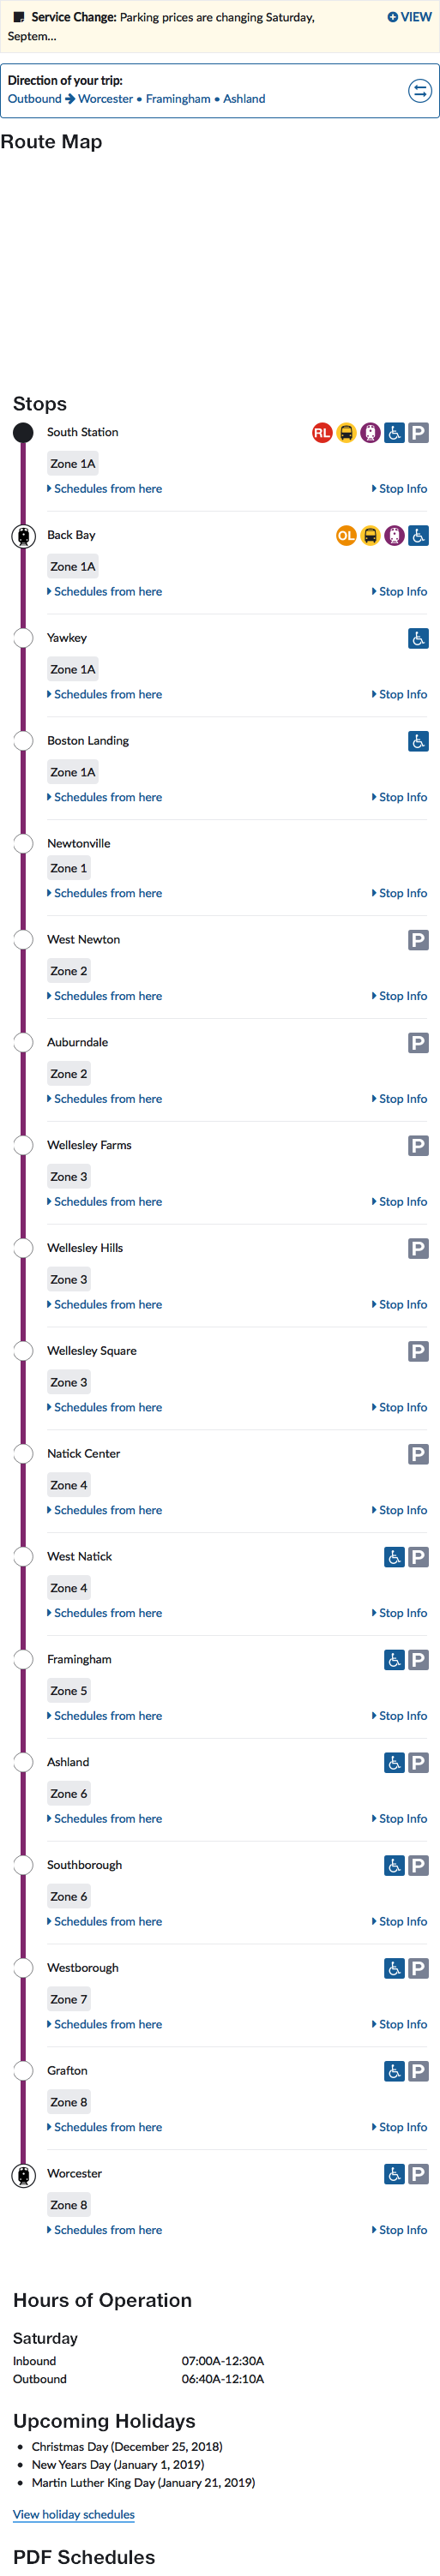 Service Change: Parking prices are changing Saturday, VIEW
Septem...
Direction of your trip:
Outbound → Worcester • Framingham • Ashland
Route Map
Stops
South Station RL P
Zone 1A
Schedules from here Stop Info
Back Bay OL
Zone 1A
Schedules from here Stop Info
Yawkey
Zone 1A
Schedules from here Stop Info
Boston Landing
Zone 1A
Schedules from here Stop Info
Newtonville
Zone 1
Schedules from here Stop Info
West Newton P
Zone 2
Schedules from here Stop Info
Auburndale P
Zone 2
Schedules from here Stop Info
Wellesley Farms P
Zone 3
Schedules from here Stop Info
Wellesley Hills P
Zone 3
Schedules from here Stop Info
Wellesley Square P
Zone 3
Schedules from here Stop Info
Natick Center P
Zone 4
Schedules from here Stop Info
West Natick P
Zone 4
Schedules from here Stop Info
Framingham P
Zone 5
Schedules from here Stop Info
Ashland P
Zone 6
Schedules from here Stop Info
Southborough P
Zone 6
Schedules from here Stop Info
Westborough P
Zone 7
Schedules from here Stop Info
Grafton P
Zone 8
Schedules from here Stop Info
Worcester P
Zone 8
Schedules from here Stop Info
Hours of Operation
Saturday
Inbound 07:00A-12:30A
Outbound 06:40A-12:10A
Upcoming Holidays
• Christmas Day (December 25, 2018)
• New Years Day (January 1, 2019)
• Martin Luther King Day (January 21, 2019)
View holiday schedules
PDF Schedules